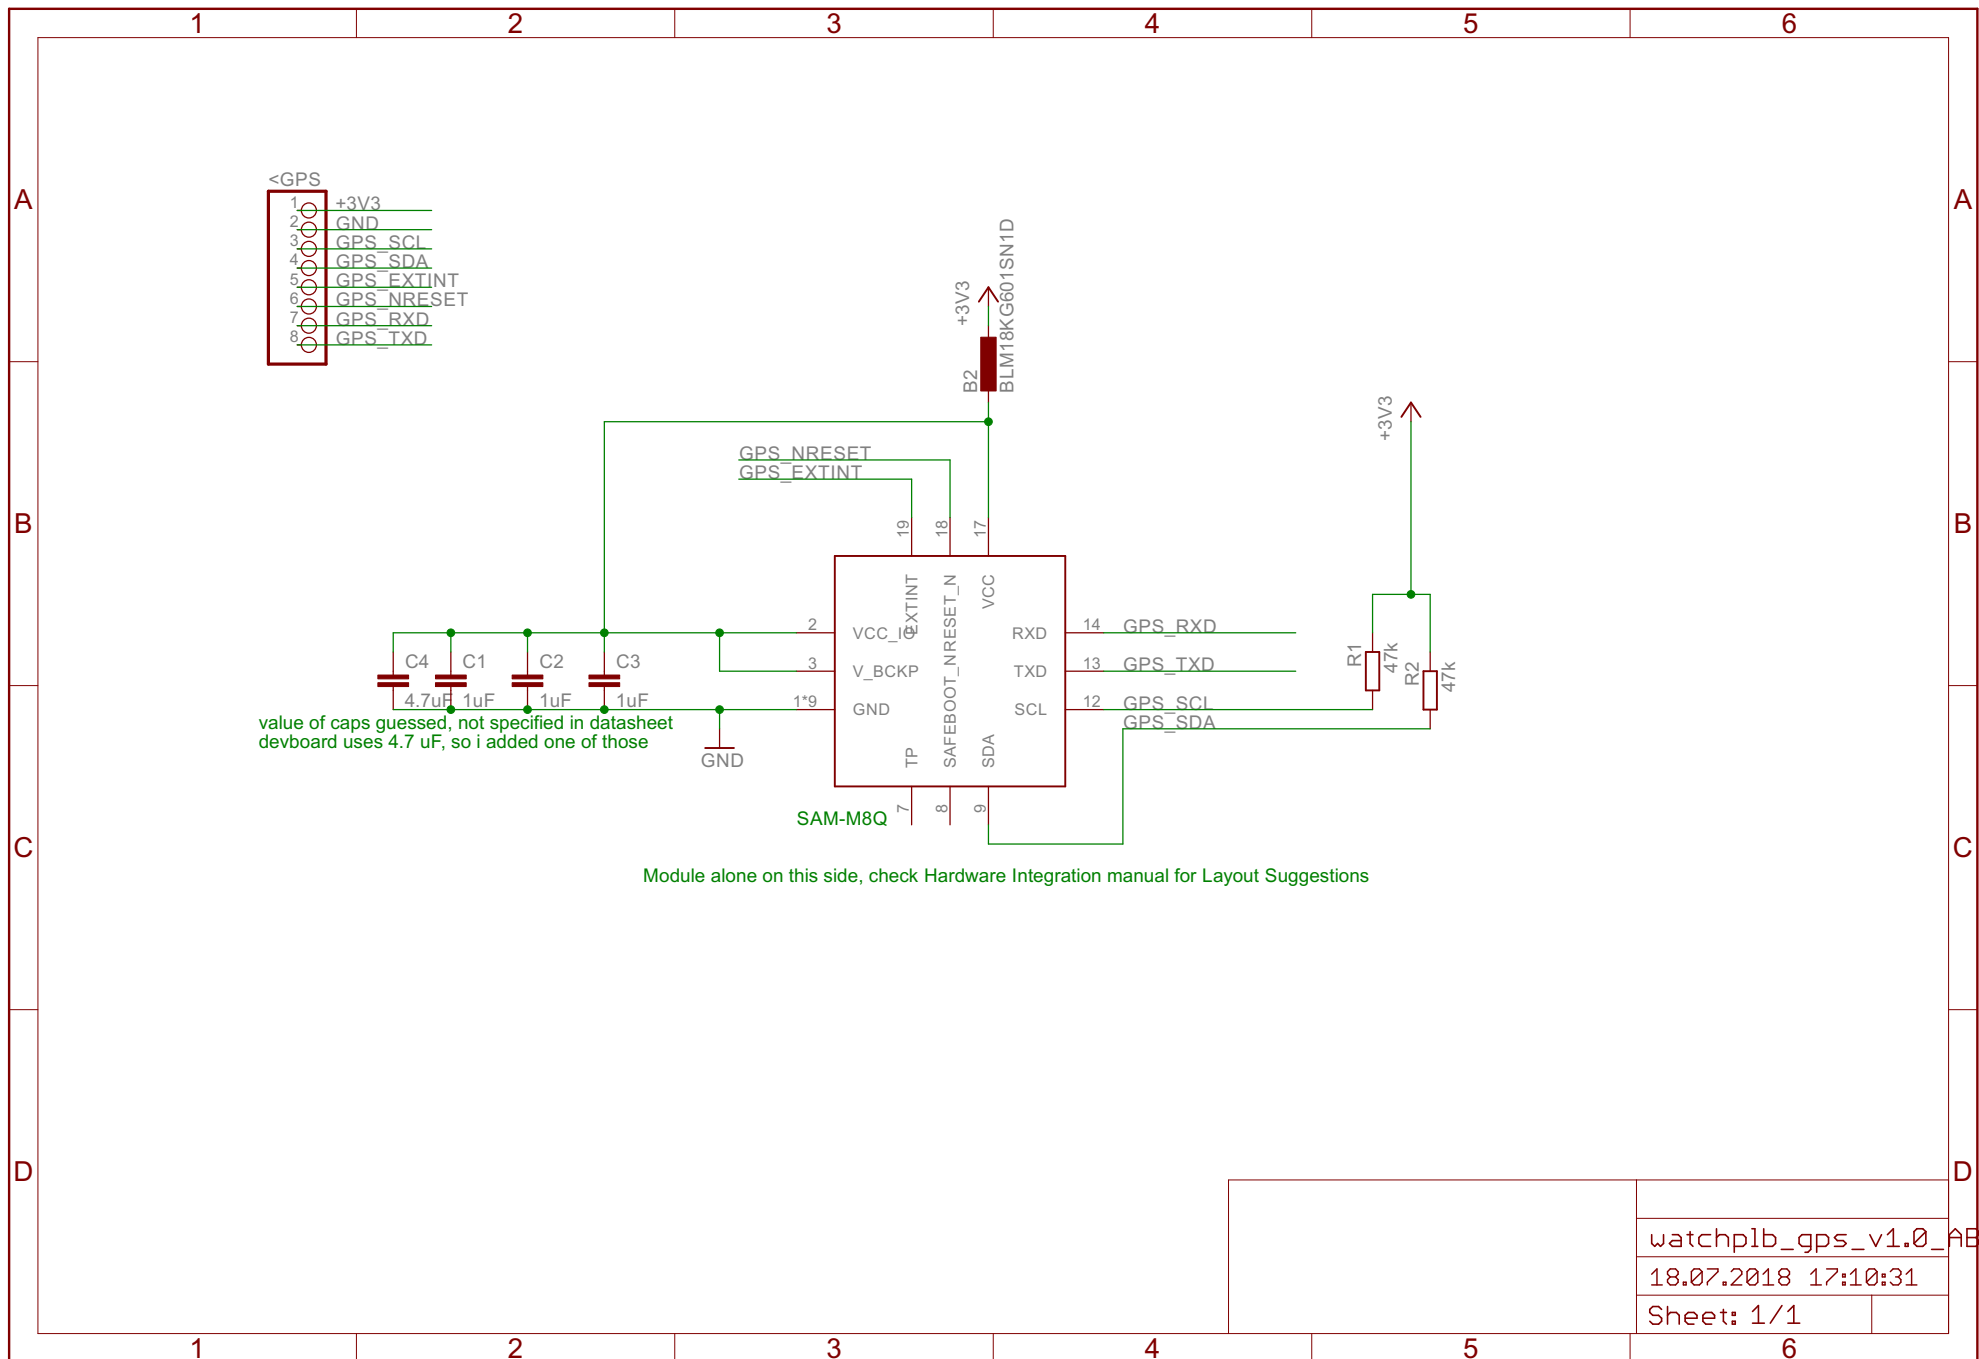 1 2 3 4 5 6
A A
<GPS
1 +3V3
2 GND
3 GPS_SCL
4 GPS_SDA
5 GPS_EXTINT
6 GPS_NRESET
7 GPS_RXD
8 GPS_TXD
+3V3
B2
BLM18KG601SN1D
+3V3
GPS_NRESET
GPS_EXTINT
B B
19 18 17
EXTINT
SAFEBOOT_NRESET_N
VCC
2 VCC_IO
3 V_BCKP
1*9 GND
RXD 14 GPS_RXD
TXD 13 GPS_TXD
SCL 12 GPS_SCL
GPS_SDA
TP
SDA
7 8 9
R1
47k
R2
47k
C4 C1 C2 C3
4.7uF 1uF 1uF 1uF
value of caps guessed, not specified in datasheet
devboard uses 4.7 uF, so i added one of those
GND
SAM-M8Q
C C
Module alone on this side, check Hardware Integration manual for Layout Suggestions
D D
watchplb_gps_v1.0_AB
18.07.2018 17:10:31
Sheet: 1/1
1 2 3 4 5 6